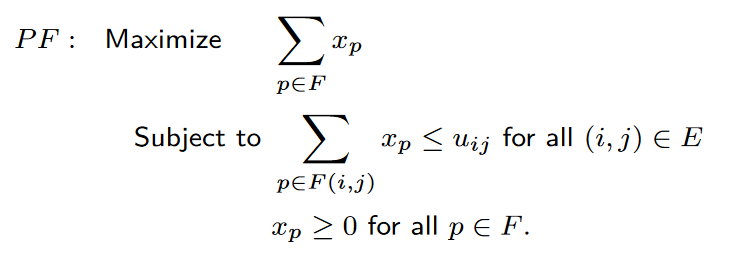 PF : Maximize ∑ x_p
p∈F
Subject to ∑ x_p ≤ u_{ij} for all (i, j) ∈ E
p∈F(i,j)
x_p ≥ 0 for all p ∈ F.